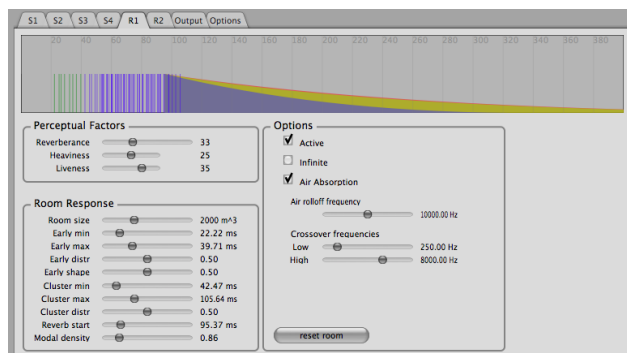 S1 S2 S3 S4 R1 R2 Output Options
20 40 60 80 100 120 140 160 180 200 220 240 260 280 300 320 340 360 380
Perceptual Factors
Reverberance 33
Heaviness 25
Liveness 35
Room Response
Room size 2000 m^3
Early min 22.22 ms
Early max 39.71 ms
Early distr 0.50
Early shape 0.50
Cluster min 42.47 ms
Cluster max 105.64 ms
Cluster distr 0.50
Reverb start 95.37 ms
Modal density 0.86
Options
Active
Infinite
Air Absorption
Air rolloff frequency
10000.00 Hz
Crossover frequencies
Low 250.00 Hz
High 8000.00 Hz
reset room